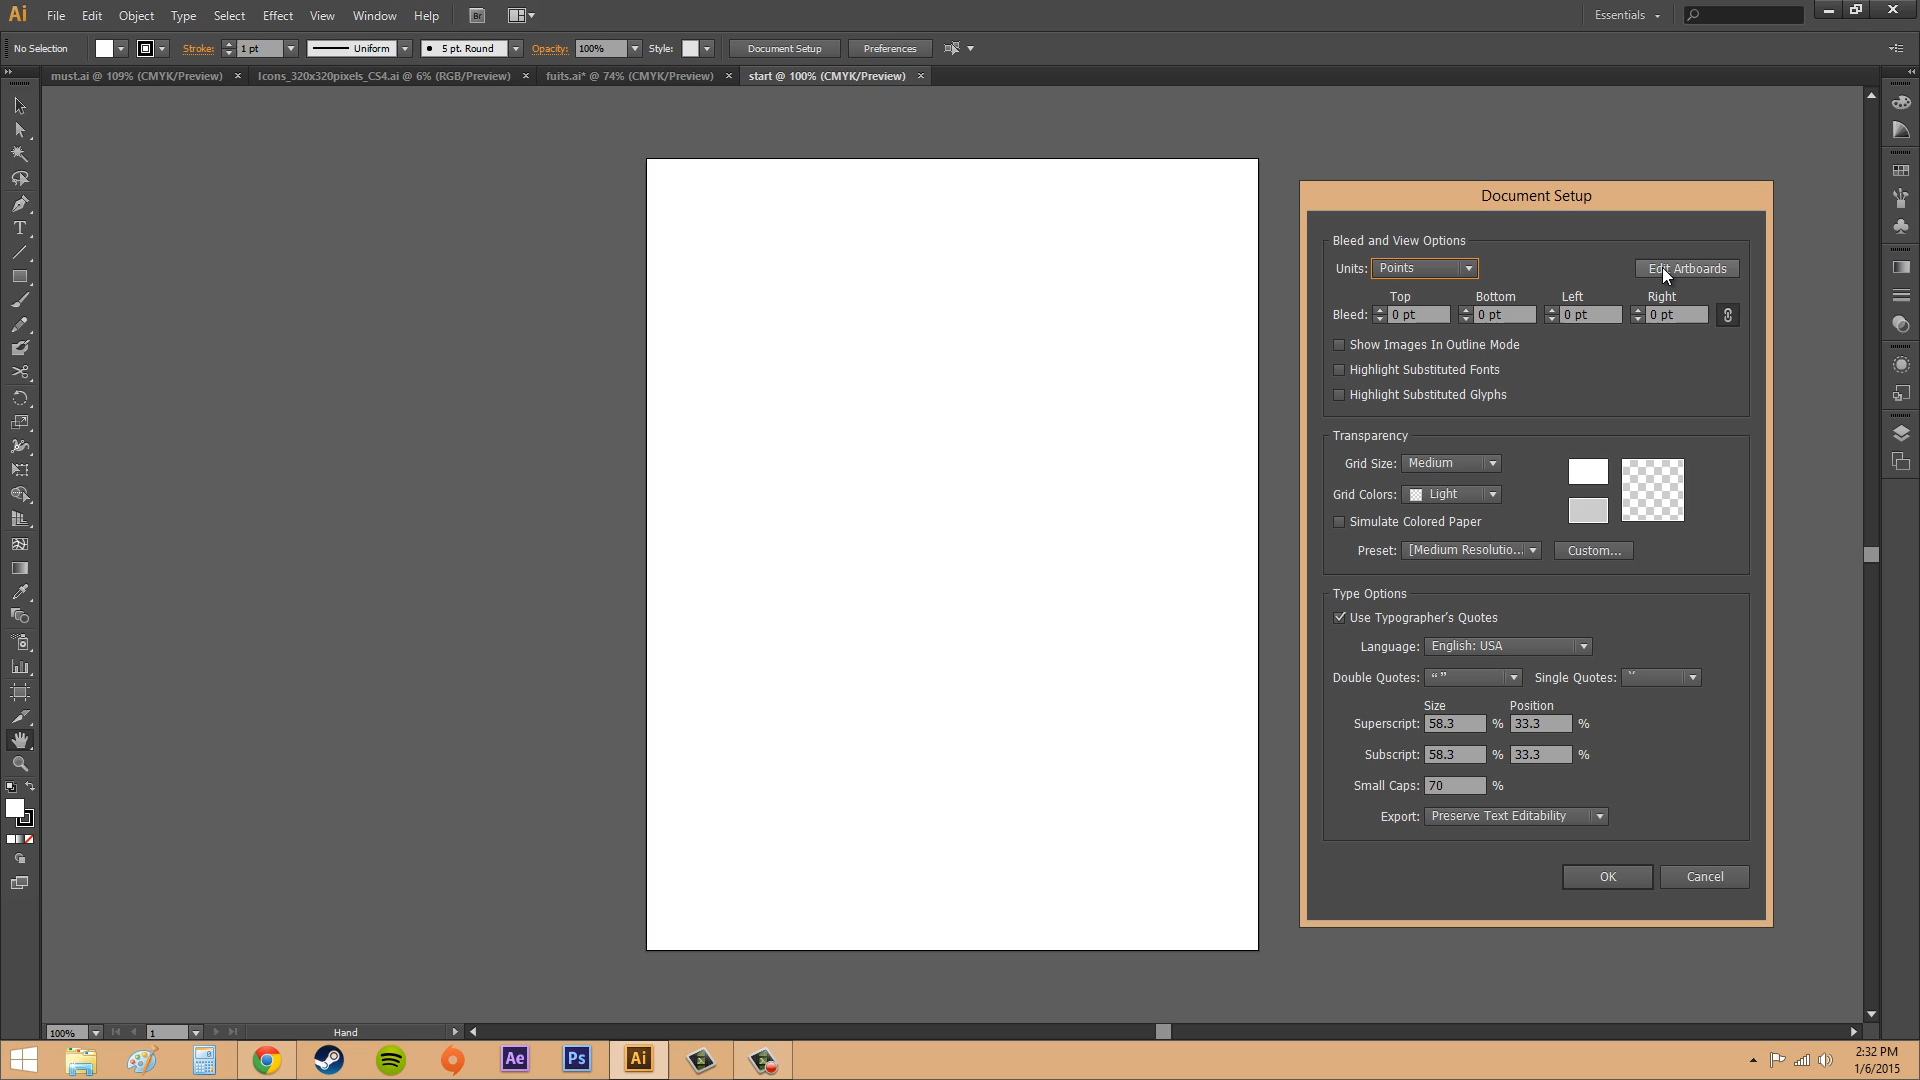 Ai File Edit Object Type Select Effect View Window Help Br Essentials
No Selection Stroke: 1 pt Uniform 5 pt. Round Opacity: 100% Style: Document Setup Preferences
must.ai @ 109% (CMYK/Preview) × Icons_320x320pixels_CS4.ai @ 6% (RGB/Preview) × fuits.ai* @ 74% (CMYK/Preview) × start @ 100% (CMYK/Preview) ×
Document Setup
Bleed and View Options
Units: Points Edit Artboards
Top Bottom Left Right
Bleed: 0 pt 0 pt 0 pt 0 pt
Show Images In Outline Mode
Highlight Substituted Fonts
Highlight Substituted Glyphs
Transparency
Grid Size: Medium
Grid Colors: Light
Simulate Colored Paper
Preset: [Medium Resolutio... Custom...
Type Options
Use Typographer's Quotes
Language: English: USA
Double Quotes: “” Single Quotes: ‘’
Size Position
Superscript: 58.3 % 33.3 %
Subscript: 58.3 % 33.3 %
Small Caps: 70 %
Export: Preserve Text Editability
OK Cancel
100% 1 Hand
Ae Ps Ai
2:32 PM
1/6/2015